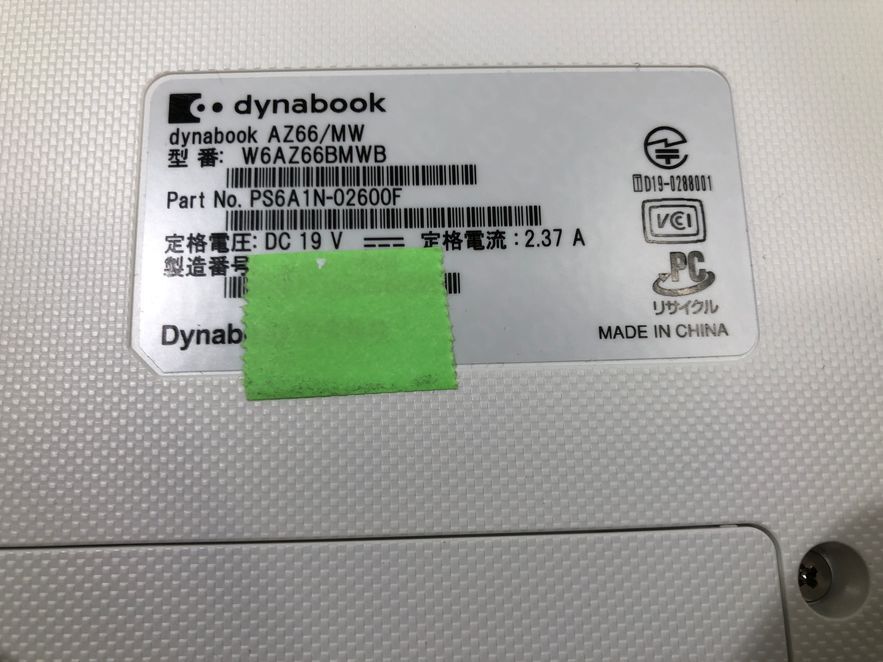 dynabook
dynabook AZ66/MW
型 番: W6AZ66BMWB
Part No. PS6A1N-02600F
定格電圧: DC 19 V 定格電流 : 2.37 A
製造番号
Dynab
T D19-0288001
VCCI
PC
リサイクル
MADE IN CHINA